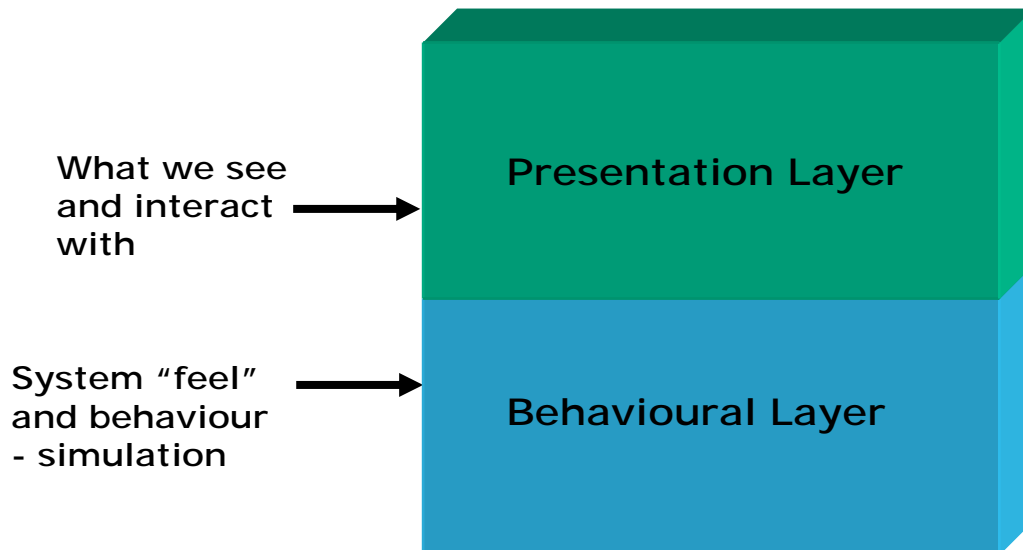 What we see
and interact
with
Presentation Layer
System “feel”
and behaviour
- simulation
Behavioural Layer